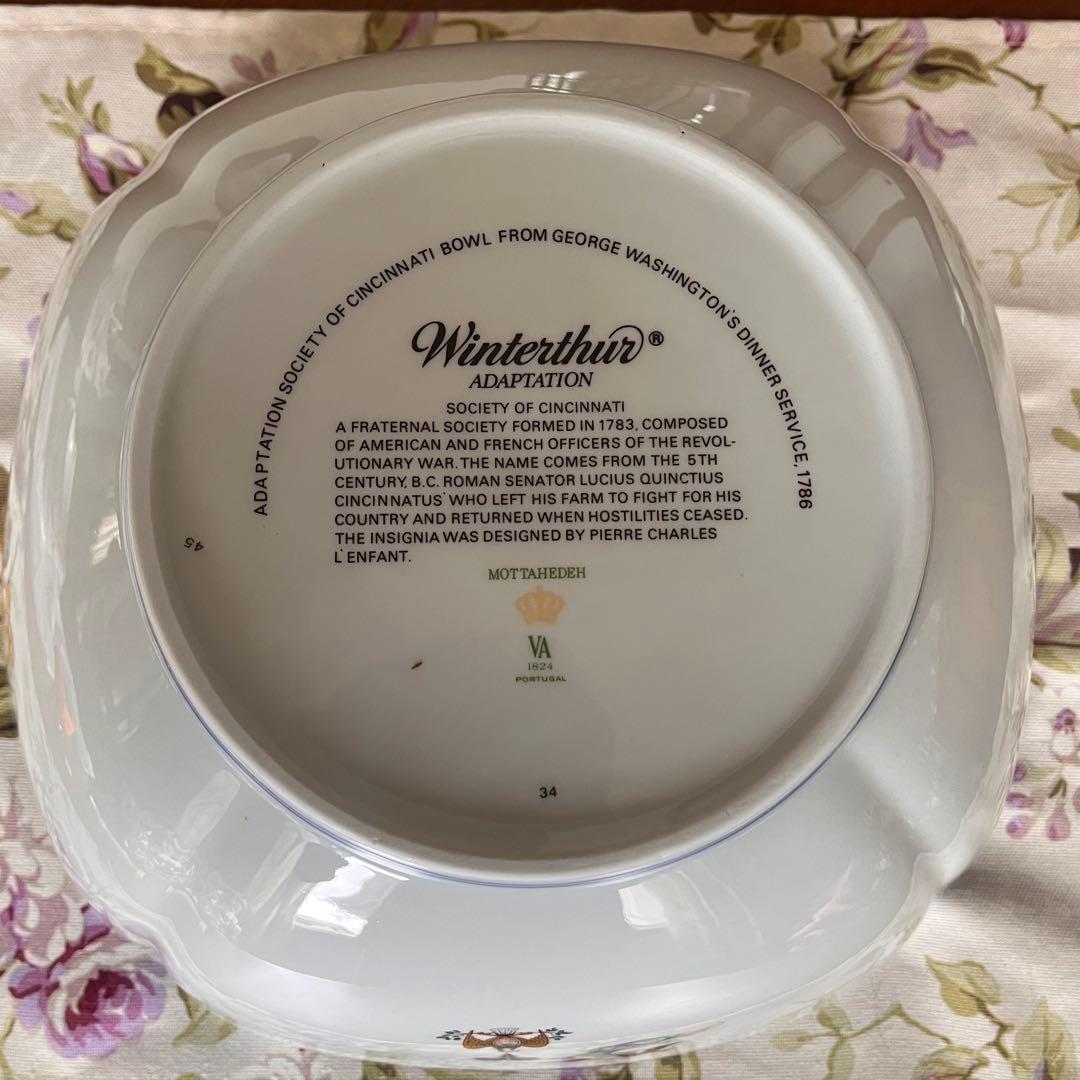 ADAPTATION SOCIETY OF CINCINNATI BOWL FROM GEORGE WASHINGTON'S DINNER SERVICE, 1786
Winterthur®
ADAPTATION
SOCIETY OF CINCINNATI
A FRATERNAL SOCIETY FORMED IN 1783, COMPOSED
OF AMERICAN AND FRENCH OFFICERS OF THE REVOL-
UTIONARY WAR. THE NAME COMES FROM THE 5TH
CENTURY, B.C. ROMAN SENATOR LUCIUS QUINCTIUS
CINCINNATUS' WHO LEFT HIS FARM TO FIGHT FOR HIS
COUNTRY AND RETURNED WHEN HOSTILITIES CEASED.
THE INSIGNIA WAS DESIGNED BY PIERRE CHARLES
L'ENFANT.
45
MOTTAHEDEH
VA
1824
PORTUGAL
34